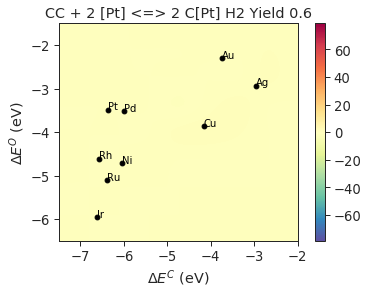 CC + 2 [Pt] <=> 2 C[Pt] H2 Yield 0.6
−2
−3
−4
−5
−6
ΔE^O (eV)
Au
Ag
Cu
Pt
Pd
Rh
Ni
Ru
Ir
−7
−6
−5
−4
−3
−2
ΔE^C (eV)
60
40
20
0
−20
−40
−60